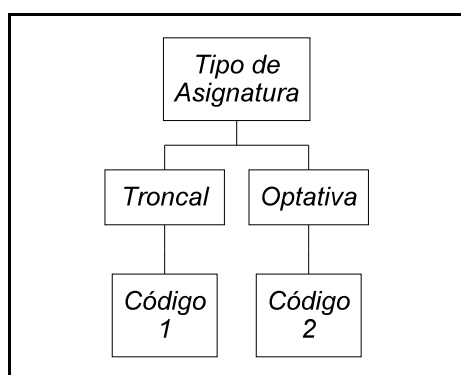 Tipo de
Asignatura
Troncal
Optativa
Código
1
Código
2